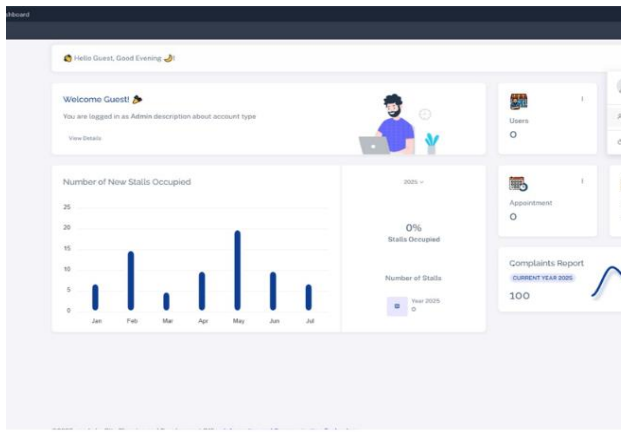 Hello Guest, Good Evening
Welcome Guest!
You are logged in as Admin description about account type
View Details
Users
0
Number of New Stalls Occupied
25
20
15
10
5
0
Jan Feb Mar Apr May Jun Jul
2025
0%
Stalls Occupied
Number of Stalls
Year 2025
0
Appointment
0
Complaints Report
CURRENT YEAR 2025
100